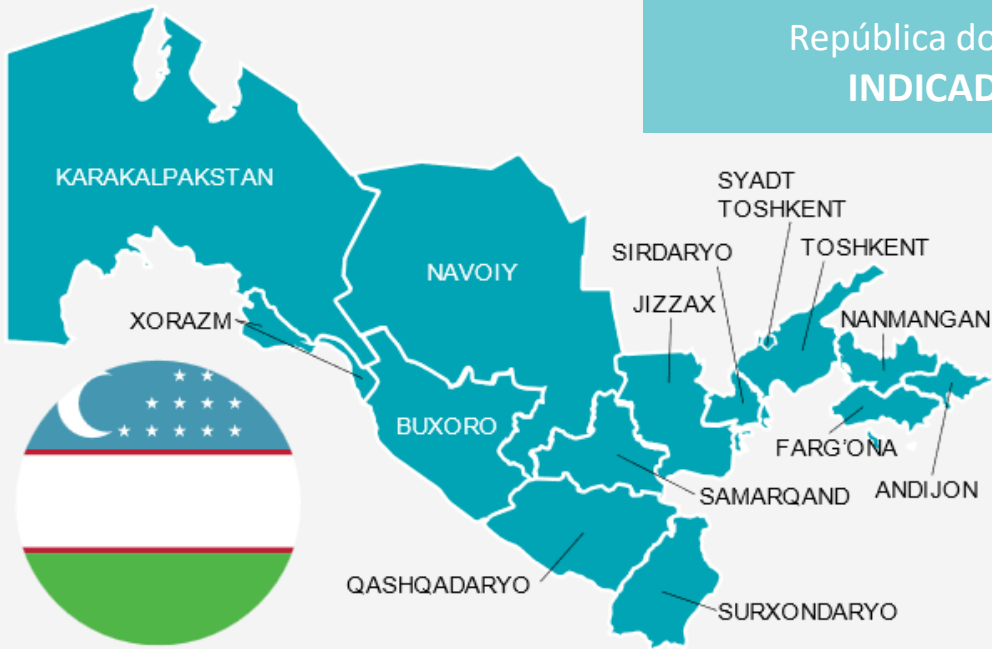 República do
INDICAD
KARAKALPAKSTAN
SYADT
TOSHKENT
SIRDARYO
TOSHKENT
NAVOIY
JIZZAX
XORAZM
NANMANGAN
BUXORO
FARG'ONA
SAMARQAND
ANDIJON
QASHQADARYO
SURXONDARYO